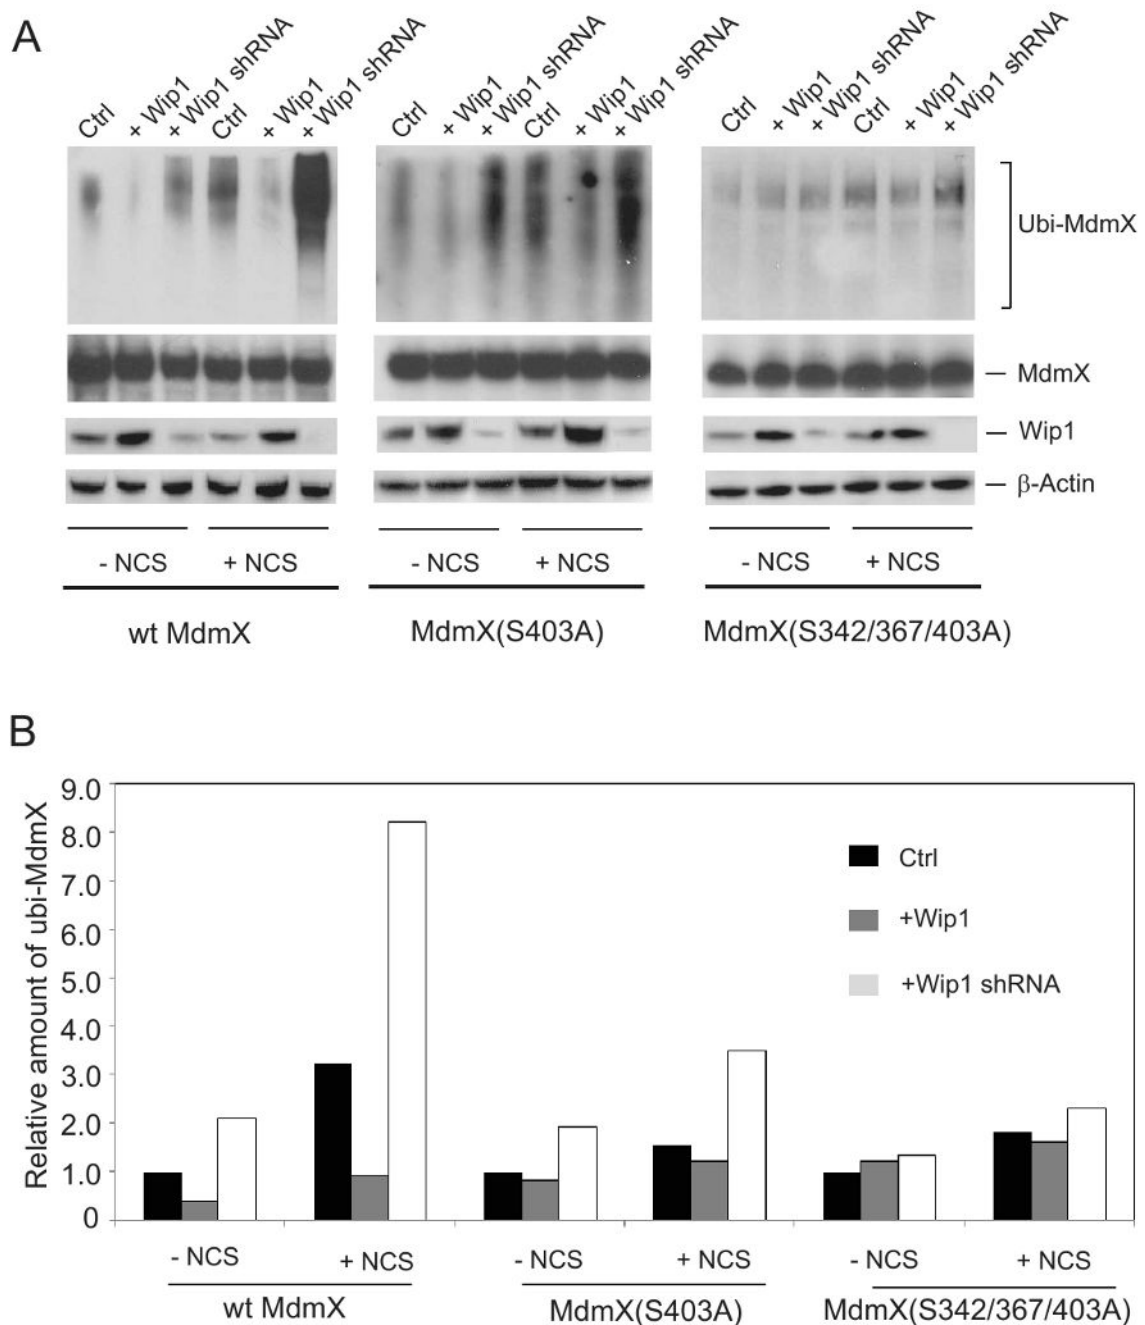 A
Ctrl
+ Wip1
+ Wip1 shRNA
Ctrl
+ Wip1
+ Wip1 shRNA
Ctrl
+ Wip1
+ Wip1 shRNA
Ctrl
+ Wip1
+ Wip1 shRNA
Ctrl
+ Wip1
+ Wip1 shRNA
Ctrl
+ Wip1
+ Wip1 shRNA
Ubi-MdmX
MdmX
Wip1
β-Actin
- NCS + NCS - NCS + NCS - NCS + NCS
wt MdmX MdmX(S403A) MdmX(S342/367/403A)
B
Relative amount of ubi-MdmX
9.0
8.0
7.0
6.0
5.0
4.0
3.0
2.0
1.0
0
Ctrl
+Wip1
+Wip1 shRNA
- NCS + NCS - NCS + NCS - NCS + NCS
wt MdmX MdmX(S403A) MdmX(S342/367/403A)